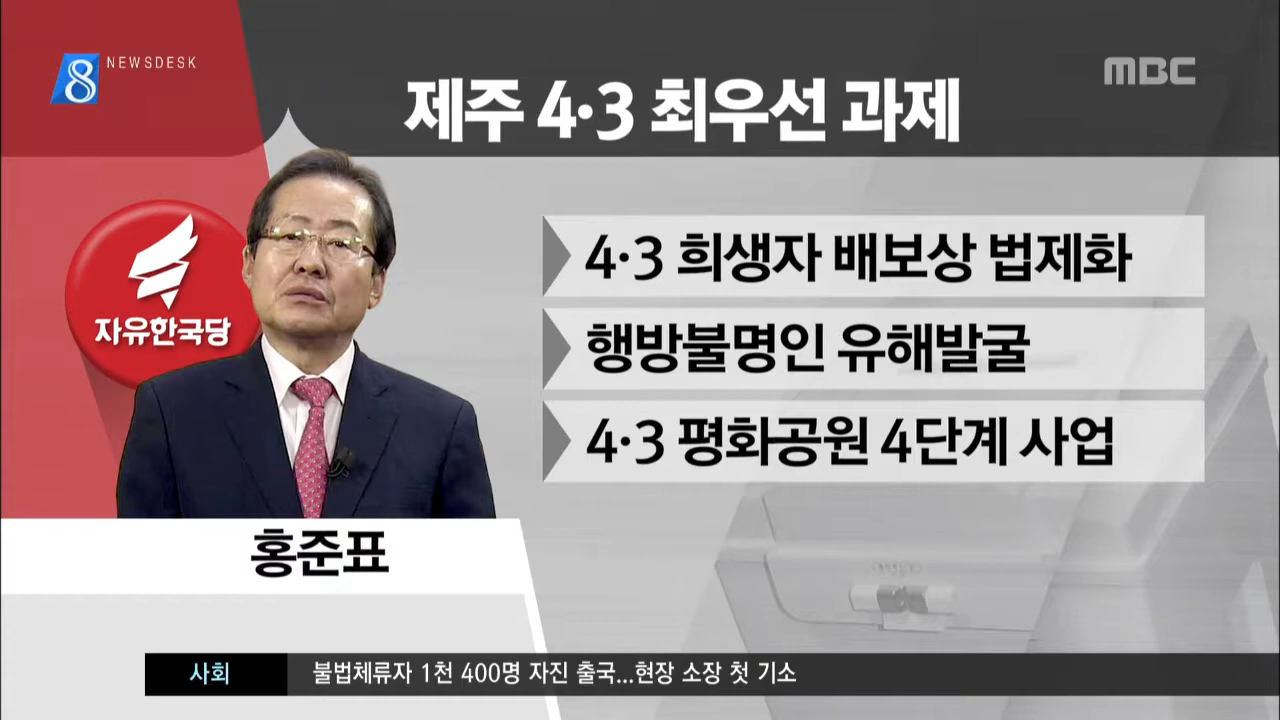 8 NEWSDESK
MBC
제주 4·3 최우선 과제
자유한국당
4·3 희생자 배보상 법제화
행방불명인 유해발굴
4·3 평화공원 4단계 사업
홍준표
사회 불법체류자 1천 400명 자진 출국...현장 소장 첫 기소